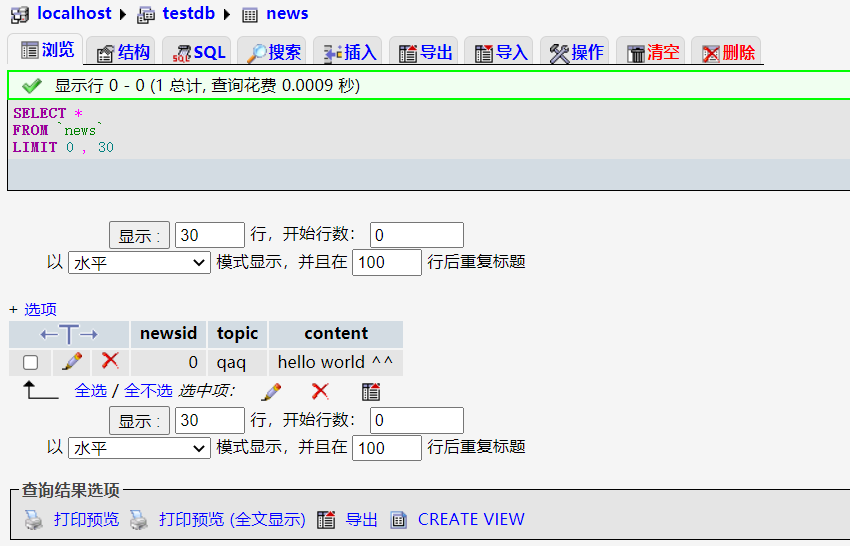 localhost ▸ testdb ▸ news
浏览 结构 SQL 搜索 插入 导出 导入 操作 清空 删除
显示行 0 - 0 (1 总计, 查询花费 0.0009 秒)
SELECT *
FROM `news`
LIMIT 0 , 30
显示 : 30 行，开始行数： 0
以 水平 模式显示，并且在 100 行后重复标题
+ 选项
←T→ newsid topic content
0 qaq hello world ^^
全选 / 全不选 选中项:
显示 : 30 行，开始行数： 0
以 水平 模式显示，并且在 100 行后重复标题
查询结果选项
打印预览 打印预览 (全文显示) 导出 CREATE VIEW